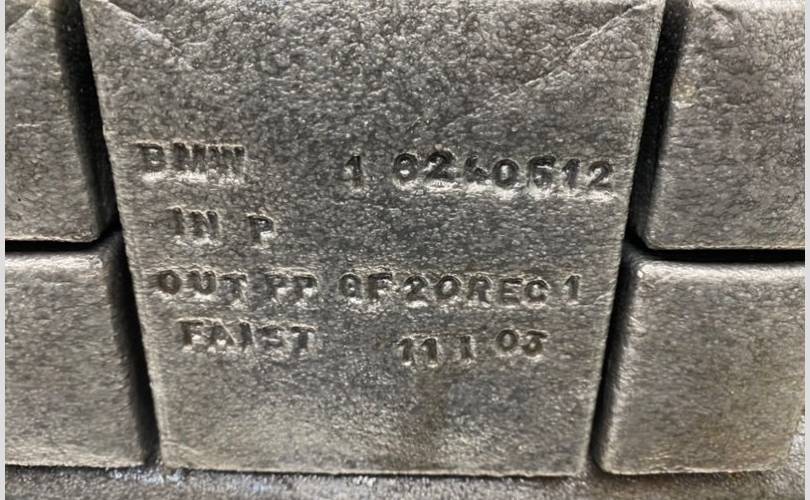 BMW 1 6240612
IN P
OUT PP GF20REC1
FAIST 11 1 03